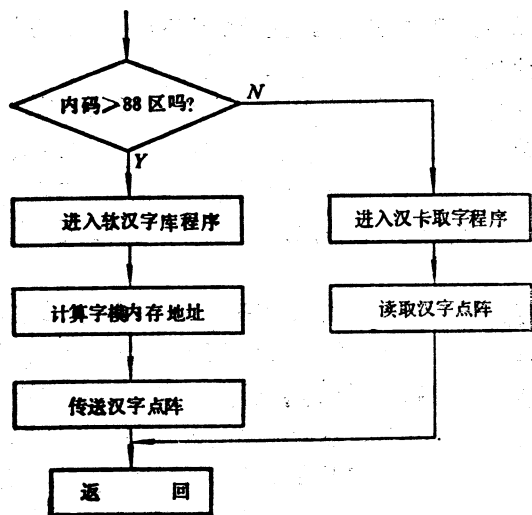 内码＞88区吗?
N
Y
进入软汉字库程序
进入汉卡取字程序
计算字模内存地址
读取汉字点阵
传送汉字点阵
返 回